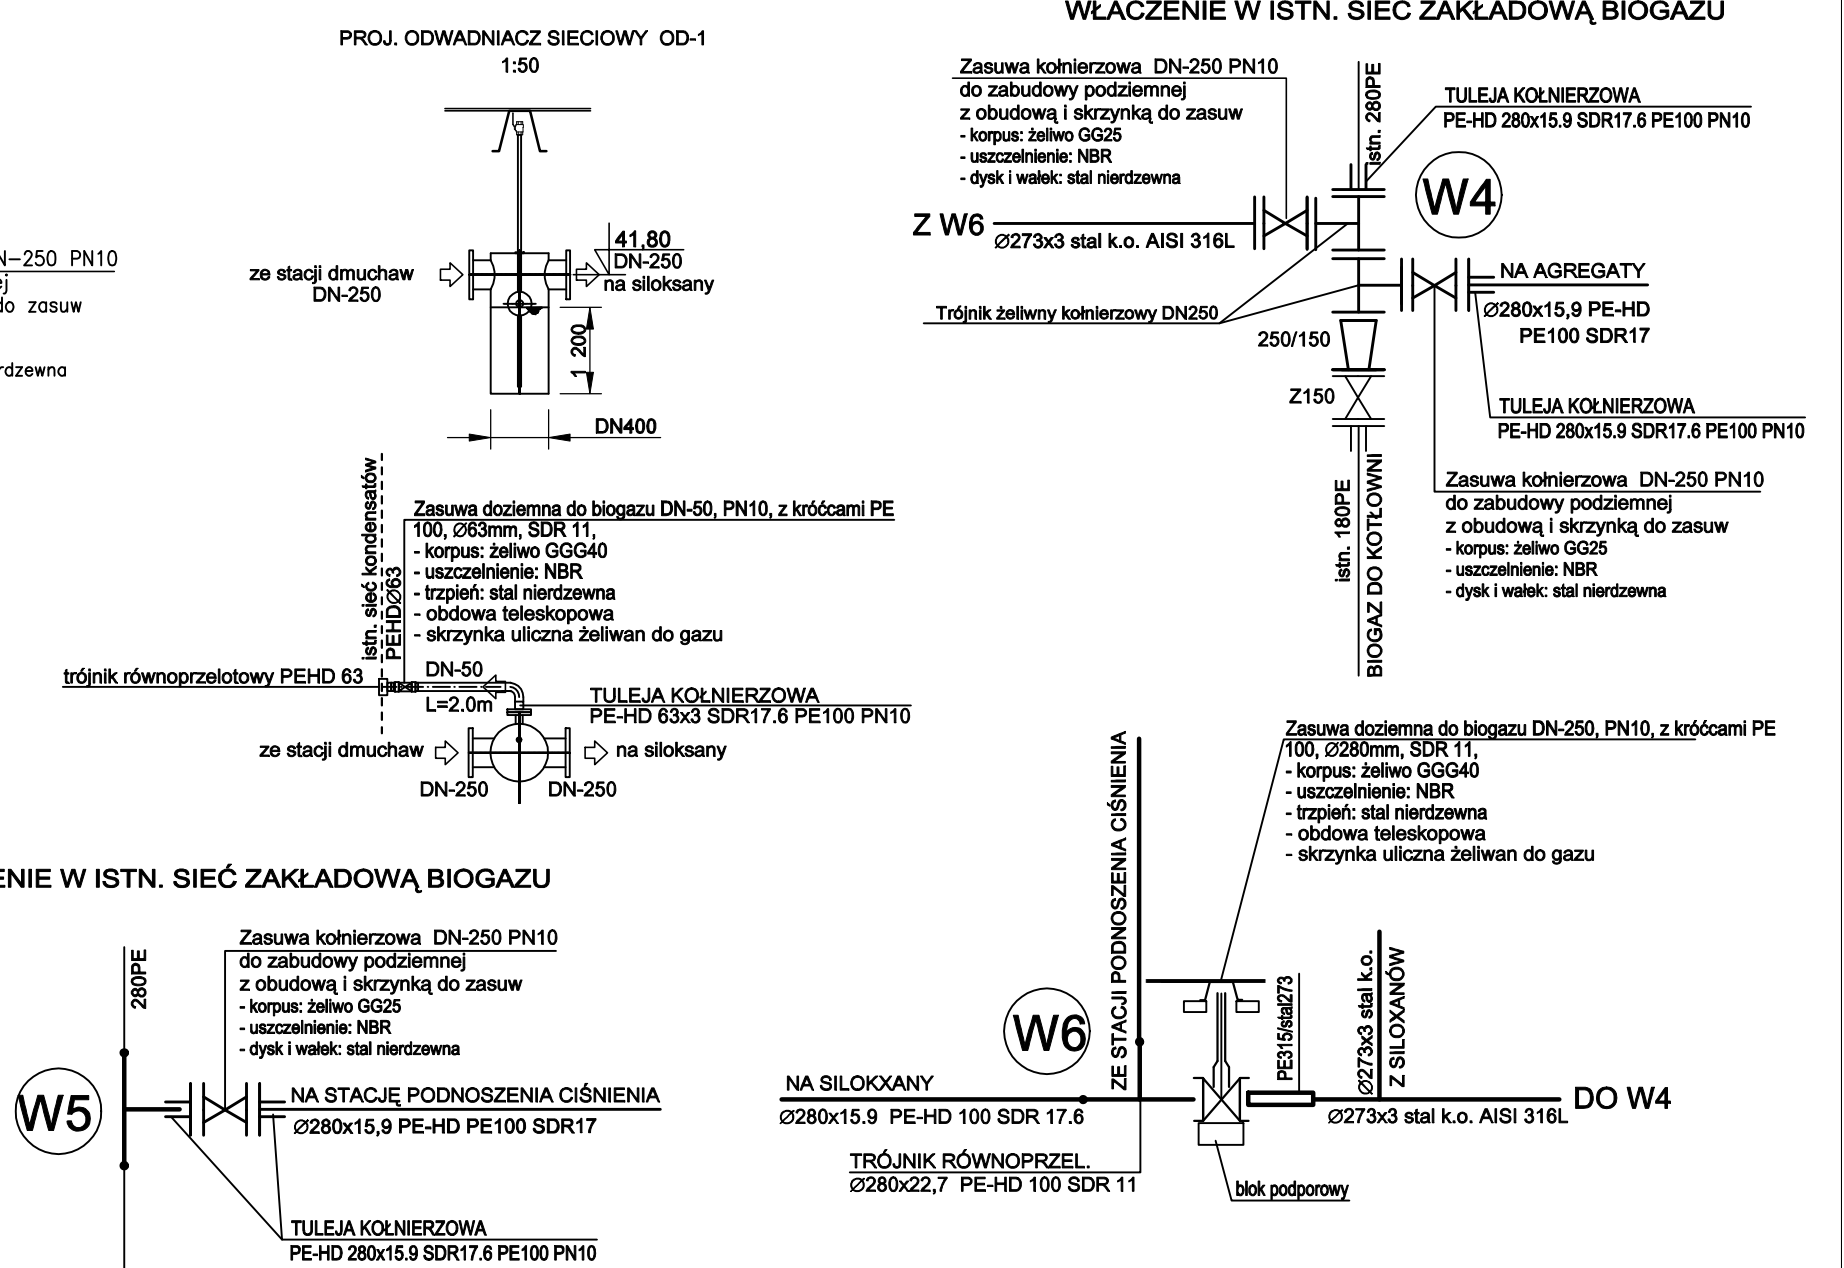 PROJ. ODWADNIACZ SIECIOWY  OD-1
1:50
41,80
DN-250
ze stacji dmuchaw
DN-250
na siloksany
1 200
DN400
N-250 PN10
j
do zasuw
rdzewna
istn. sieć kondensatów
PEHDØ63
Zasuwa doziemna do biogazu DN-50, PN10, z króćcami PE
100, Ø63mm, SDR 11,
- korpus: żeliwo GGG40
- uszczelnienie: NBR
- trzpień: stal nierdzewna
- obdowa teleskopowa
- skrzynka uliczna żeliwan do gazu
trójnik równoprzelotowy PEHD 63
DN-50
L=2.0m
TULEJA KOŁNIERZOWA
PE-HD 63x3 SDR17.6 PE100 PN10
ze stacji dmuchaw
na siloksany
DN-250
DN-250
WŁACZENIE W ISTN. SIEĆ ZAKŁADOWĄ BIOGAZU
Zasuwa kołnierzowa  DN-250 PN10
do zabudowy podziemnej
z obudową i skrzynką do zasuw
- korpus: żeliwo GG25
- uszczelnienie: NBR
- dysk i wałek: stal nierdzewna
istn. 280PE
TULEJA KOŁNIERZOWA
PE-HD 280x15.9 SDR17.6 PE100 PN10
W4
Z W6
Ø273x3 stal k.o. AISI 316L
NA AGREGATY
Ø280x15,9 PE-HD
PE100 SDR17
Trójnik żeliwny kołnierzowy DN250
250/150
Z150
TULEJA KOŁNIERZOWA
PE-HD 280x15.9 SDR17.6 PE100 PN10
istn. 180PE
BIOGAZ DO KOTŁOWNI
Zasuwa kołnierzowa  DN-250 PN10
do zabudowy podziemnej
z obudową i skrzynką do zasuw
- korpus: żeliwo GG25
- uszczelnienie: NBR
- dysk i wałek: stal nierdzewna
ENIE W ISTN. SIEĆ ZAKŁADOWĄ BIOGAZU
280PE
Zasuwa kołnierzowa  DN-250 PN10
do zabudowy podziemnej
z obudową i skrzynką do zasuw
- korpus: żeliwo GG25
- uszczelnienie: NBR
- dysk i wałek: stal nierdzewna
W5
NA STACJĘ PODNOSZENIA CIŚNIENIA
Ø280x15,9 PE-HD PE100 SDR17
TULEJA KOŁNIERZOWA
PE-HD 280x15.9 SDR17.6 PE100 PN10
ZE STACJI PODNOSZENIA CIŚNIENIA
Zasuwa doziemna do biogazu DN-250, PN10, z króćcami PE
100, Ø280mm, SDR 11,
- korpus: żeliwo GGG40
- uszczelnienie: NBR
- trzpień: stal nierdzewna
- obdowa teleskopowa
- skrzynka uliczna żeliwan do gazu
W6
PE315/stal273
Ø273x3 stal k.o.
Z SILOXANÓW
NA SILOKXANY
Ø280x15.9  PE-HD 100 SDR 17.6
Ø273x3 stal k.o. AISI 316L
DO W4
TRÓJNIK RÓWNOPRZEL.
Ø280x22,7  PE-HD 100 SDR 11
blok podporowy